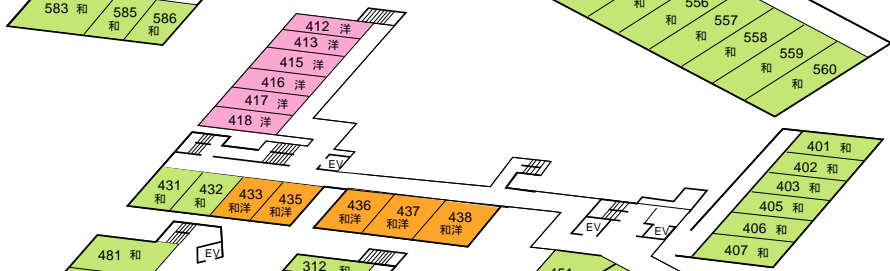 583 和
585
和
586
和
412 洋
413 洋
415 洋
416 洋
417 洋
418 洋
和
556
和
557
和
558
和
559
和
560
和
EV
431
和
432
和
433
和洋
435
和洋
436
和洋
437
和洋
438
和洋
EV
EV
401 和
402 和
403 和
405 和
406 和
407 和
481 和
EV
312 和